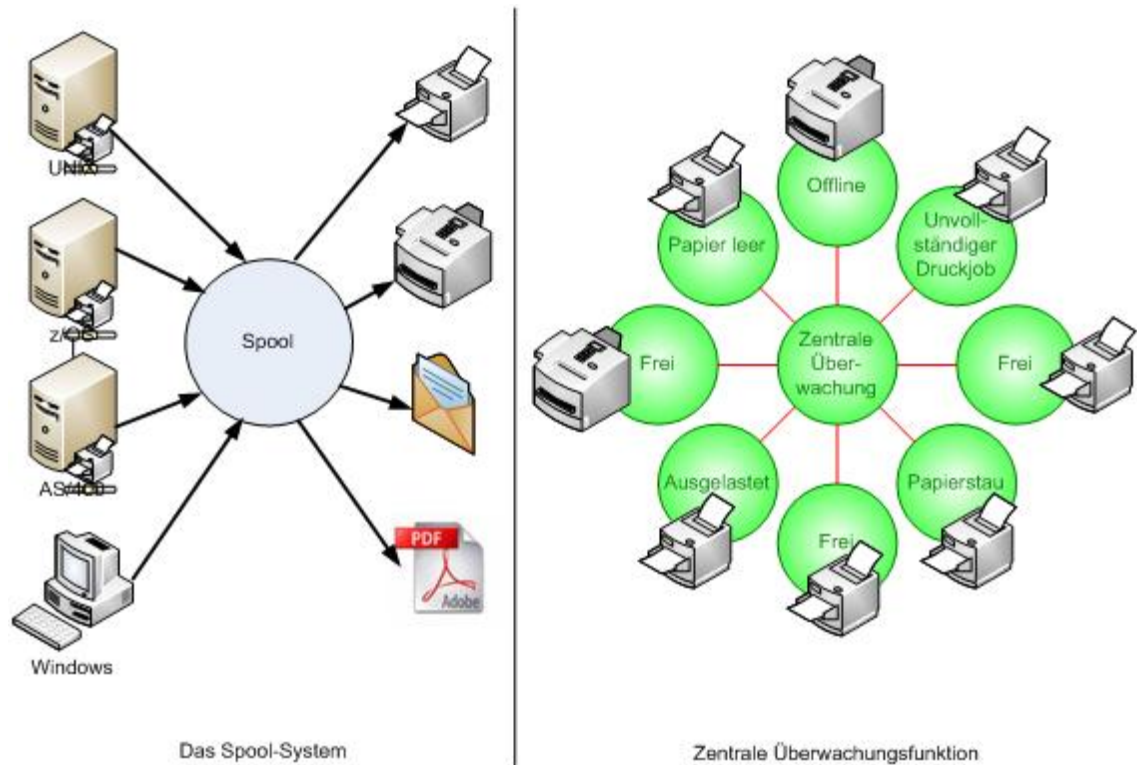 UNIX
z/OS
AS/400
Windows
Spool
PDF
Adobe
Das Spool-System
Offline
Unvoll-
ständiger
Druckjob
Papier leer
Frei
Zentrale
Über-
wachung
Frei
Ausgelastet
Papierstau
Frei
Zentrale Überwachungsfunktion